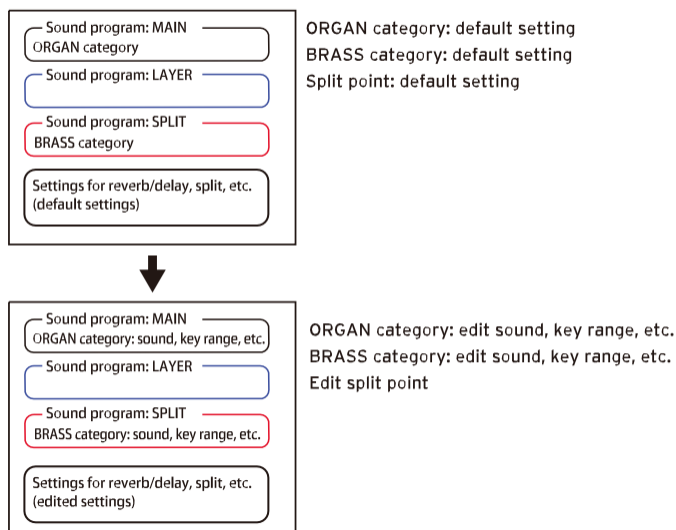 Sound program: MAIN
ORGAN category
Sound program: LAYER
Sound program: SPLIT
BRASS category
Settings for reverb/delay, split, etc.
(default settings)
ORGAN category: default setting
BRASS category: default setting
Split point: default setting
Sound program: MAIN
ORGAN category: sound, key range, etc.
Sound program: LAYER
Sound program: SPLIT
BRASS category: sound, key range, etc.
Settings for reverb/delay, split, etc.
(edited settings)
ORGAN category: edit sound, key range, etc.
BRASS category: edit sound, key range, etc.
Edit split point